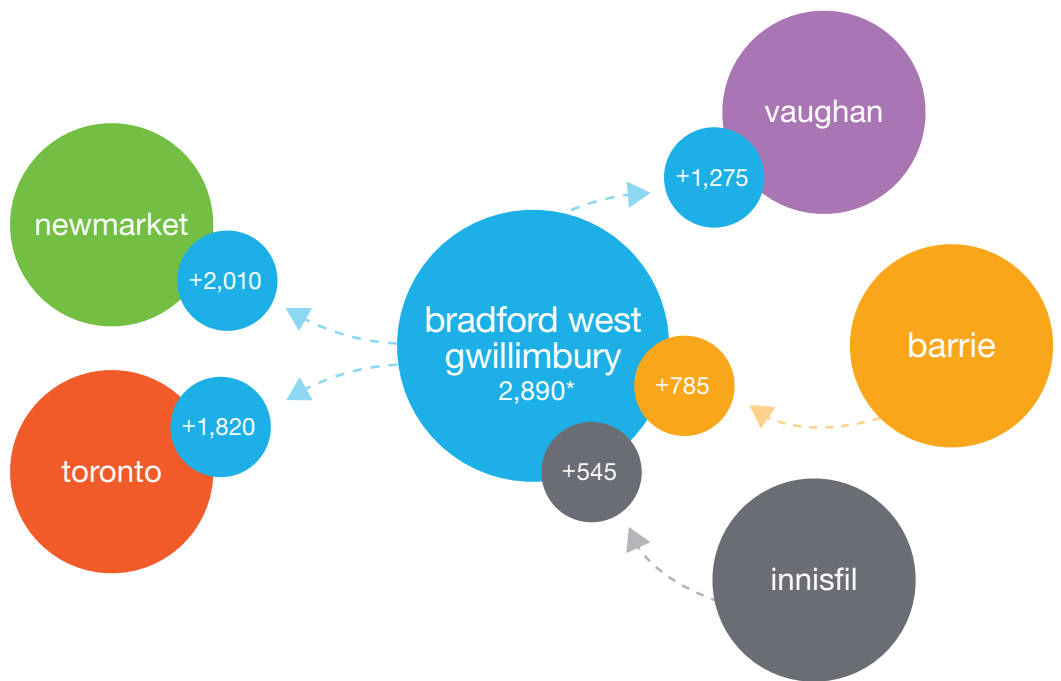 vaughan
+1,275
newmarket
+2,010
bradford west
gwillimbury
2,890*
barrie
+785
+1,820
toronto
+545
innisfil